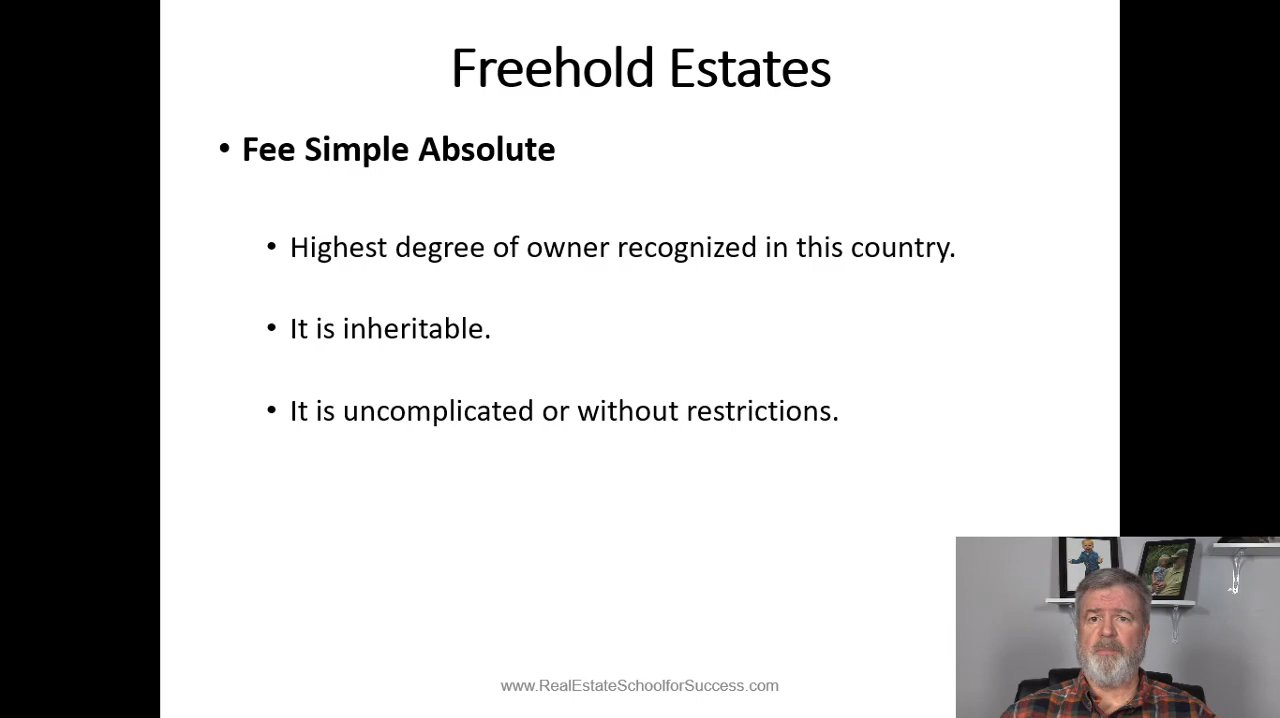 Freehold Estates
• Fee Simple Absolute
• Highest degree of owner recognized in this country.
• It is inheritable.
• It is uncomplicated or without restrictions.
www.RealEstateSchoolforSuccess.com